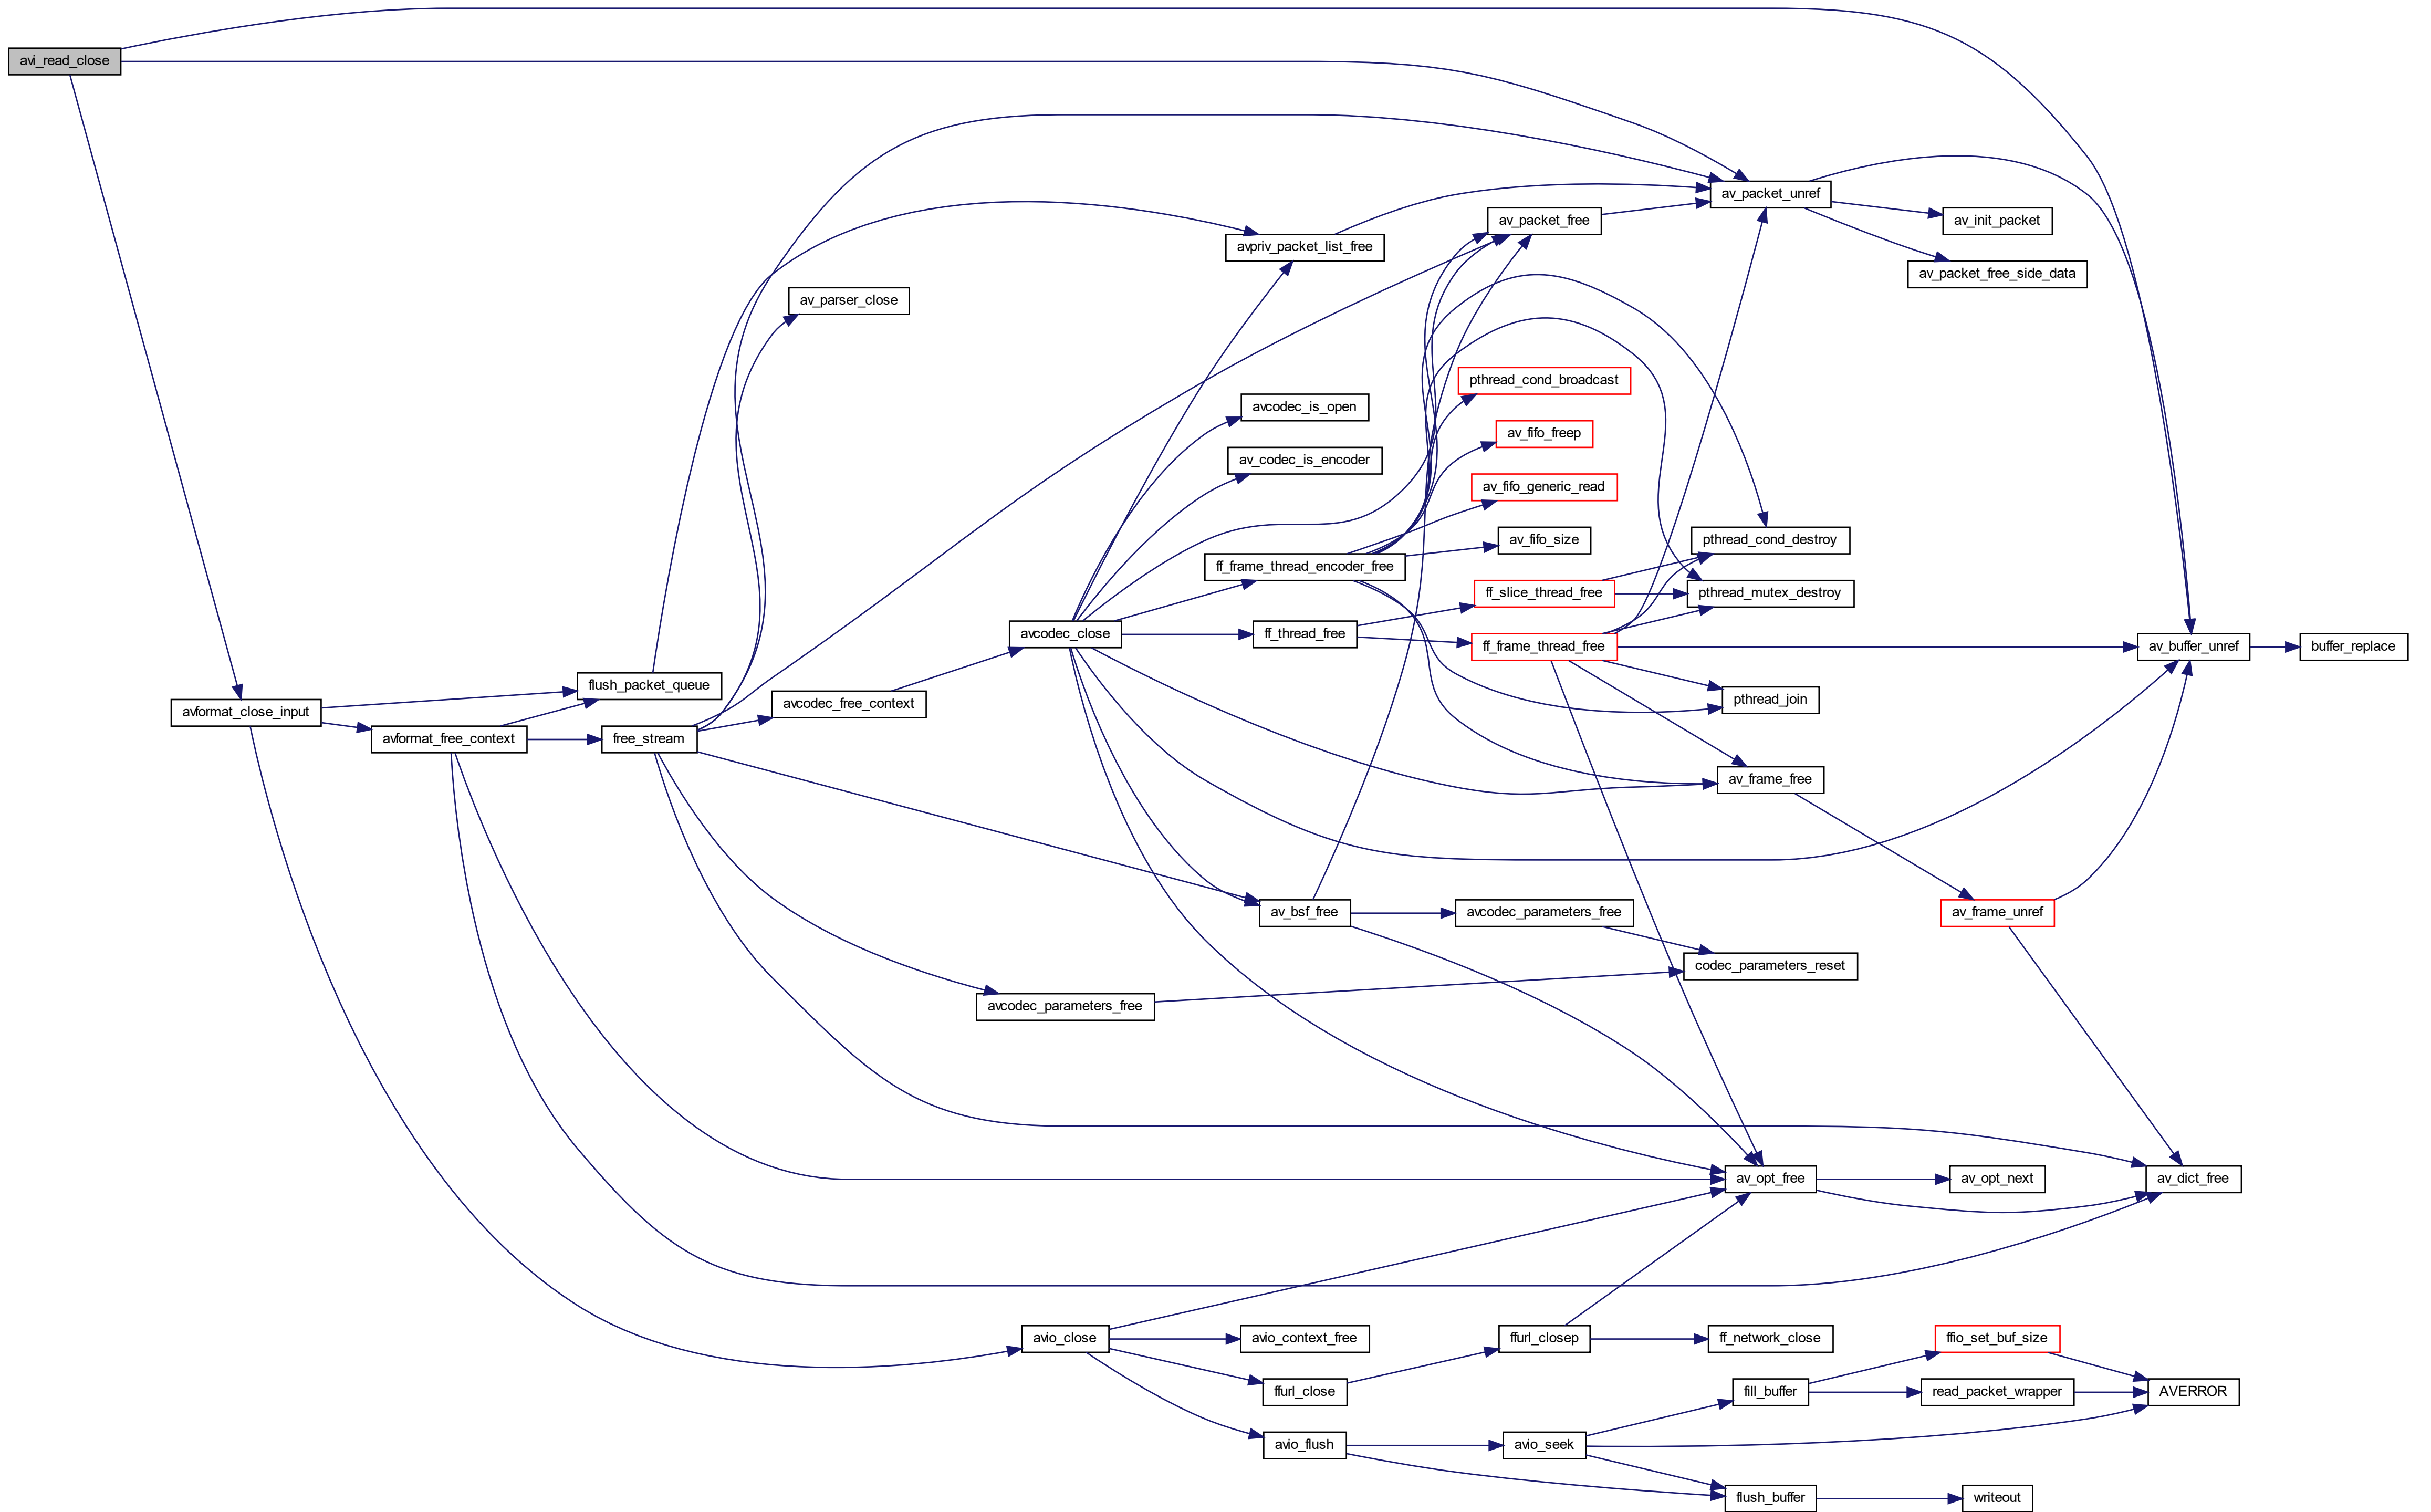 avi_read_close
av_packet_unref
av_packet_free
av_init_packet
avpriv_packet_list_free
av_packet_free_side_data
av_parser_close
pthread_cond_broadcast
avcodec_is_open
av_fifo_freep
av_codec_is_encoder
av_fifo_generic_read
av_fifo_size
pthread_cond_destroy
ff_frame_thread_encoder_free
ff_slice_thread_free
pthread_mutex_destroy
avcodec_close
ff_thread_free
ff_frame_thread_free
av_buffer_unref
buffer_replace
flush_packet_queue
avcodec_free_context
pthread_join
avformat_close_input
avformat_free_context
free_stream
av_frame_free
av_bsf_free
avcodec_parameters_free
av_frame_unref
codec_parameters_reset
avcodec_parameters_free
av_opt_free
av_opt_next
av_dict_free
avio_close
avio_context_free
ffurl_closep
ff_network_close
ffio_set_buf_size
ffurl_close
fill_buffer
read_packet_wrapper
AVERROR
avio_flush
avio_seek
flush_buffer
writeout